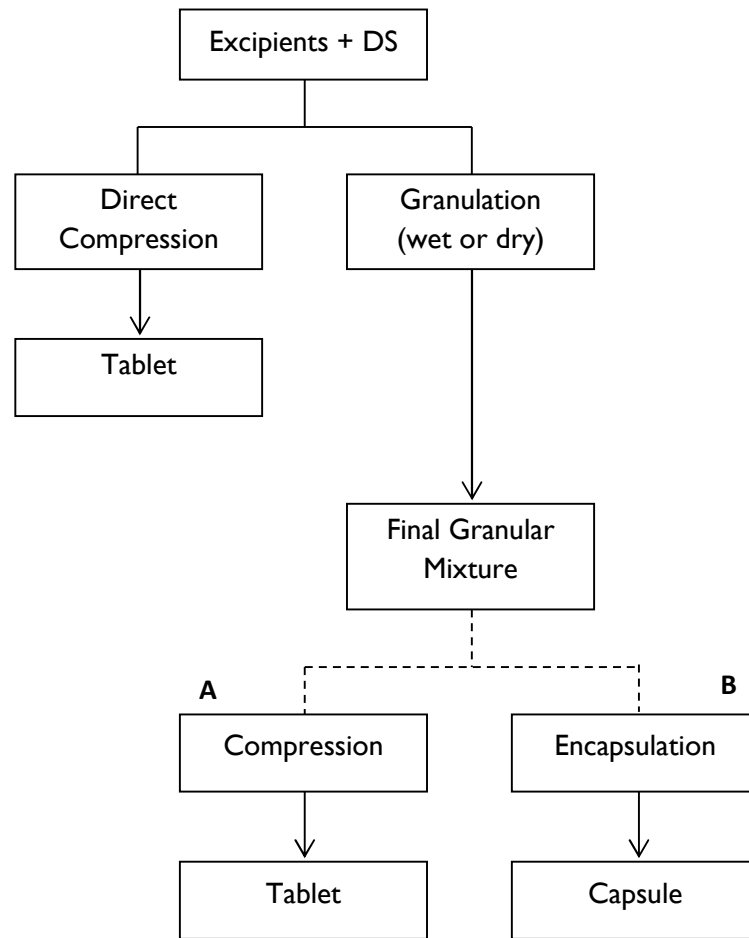 Excipients + DS
Direct
Compression
Granulation
(wet or dry)
Tablet
Final Granular
Mixture
A
B
Compression
Encapsulation
Tablet
Capsule